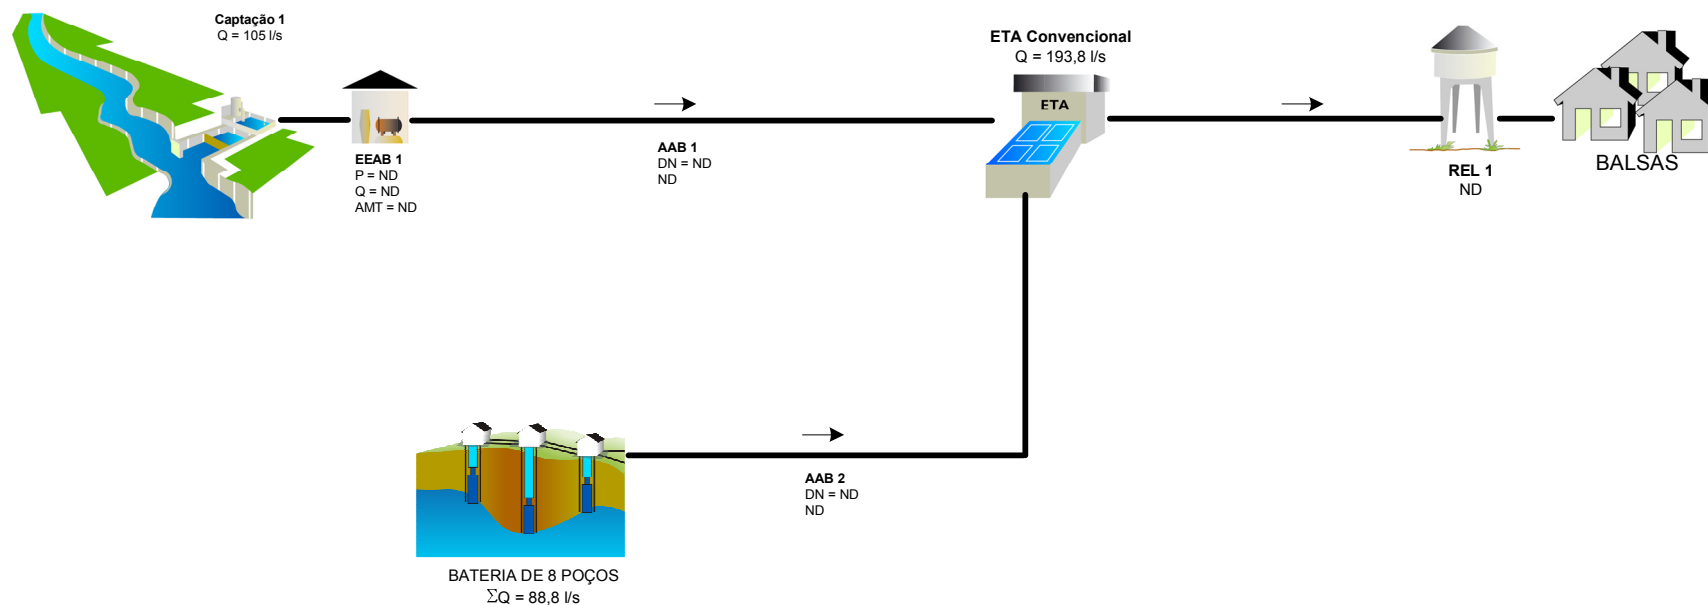 Captação 1
Q = 105 l/s
EEAB 1
P = ND
Q = ND
AMT = ND
AAB 1
DN = ND
ND
ETA Convencional
Q = 193,8 l/s
ETA
REL 1
ND
BALSAS
AAB 2
DN = ND
ND
BATERIA DE 8 POÇOS
ΣQ = 88,8 l/s